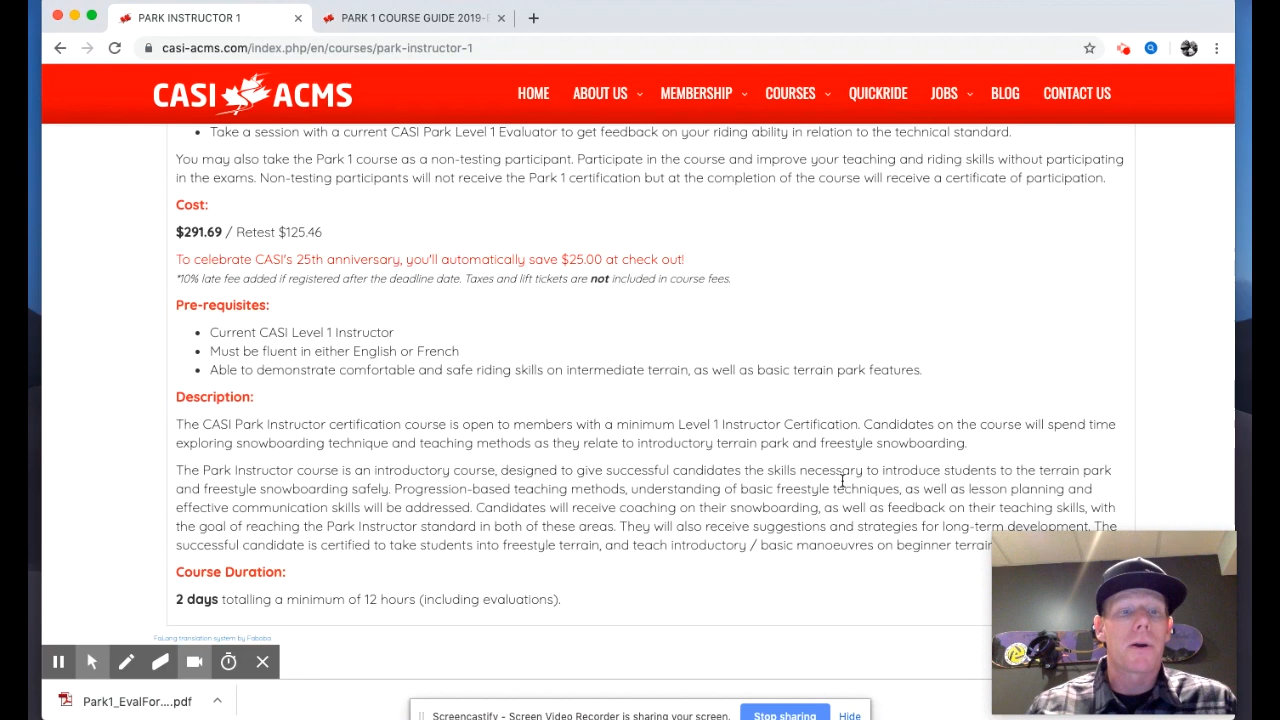 PARK INSTRUCTOR 1
PARK 1 COURSE GUIDE 2019-E
casi-acms.com/index.php/en/courses/park-instructor-1
CASI ACMS
HOME ABOUT US MEMBERSHIP COURSES QUICKRIDE JOBS BLOG CONTACT US
Take a session with a current CASI Park Level 1 Evaluator to get feedback on your riding ability in relation to the technical standard.
You may also take the Park 1 course as a non-testing participant. Participate in the course and improve your teaching and riding skills without participating
in the exams. Non-testing participants will not receive the Park 1 certification but at the completion of the course will receive a certificate of participation.
Cost:
$291.69 / Retest $125.46
To celebrate CASI's 25th anniversary, you'll automatically save $25.00 at check out!
*10% late fee added if registered after the deadline date. Taxes and lift tickets are not included in course fees.
Pre-requisites:
Current CASI Level 1 Instructor
Must be fluent in either English or French
Able to demonstrate comfortable and safe riding skills on intermediate terrain, as well as basic terrain park features.
Description:
The CASI Park Instructor certification course is open to members with a minimum Level 1 Instructor Certification. Candidates on the course will spend time
exploring snowboarding technique and teaching methods as they relate to introductory terrain park and freestyle snowboarding.
The Park Instructor course is an introductory course, designed to give successful candidates the skills necessary to introduce students to the terrain park
and freestyle snowboarding safely. Progression-based teaching methods, understanding of basic freestyle techniques, as well as lesson planning and
effective communication skills will be addressed. Candidates will receive coaching on their snowboarding, as well as feedback on their teaching skills, with
the goal of reaching the Park Instructor standard in both of these areas. They will also receive suggestions and strategies for long-term development. The
successful candidate is certified to take students into freestyle terrain, and teach introductory / basic manoeuvres on beginner terrain
Course Duration:
2 days totalling a minimum of 12 hours (including evaluations).
FaLang translation system by Faboba
Park1_EvalFor....pdf
Screencastify - Screen Video Recorder is sharing your screen. Stop sharing Hide